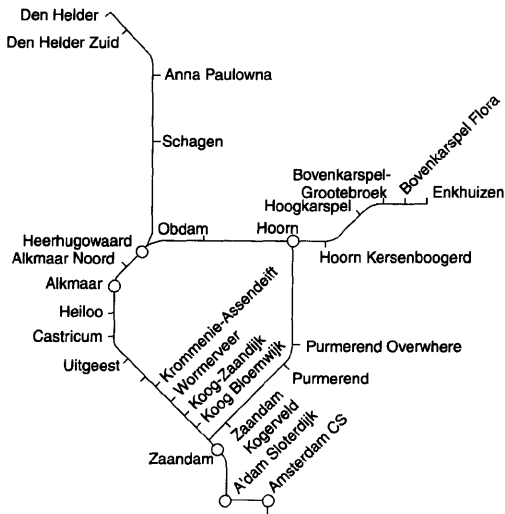 Den Helder
Den Helder Zuid
Anna Paulowna
Schagen
Bovenkarspel Flora
Bovenkarspel-
Grootebroek
Enkhuizen
Hoogkarspel
Obdam
Hoorn
Heerhugowaard
Alkmaar Noord
Hoorn Kersenboogerd
Alkmaar
Heiloo
Castricum
Uitgeest
Krommenie-Assendeift
Wormerveer
Koog-Zaandijk
Koog Bloemwijk
Purmerend Overwhere
Purmerend
Zaandam
Kogerveld
Zaandam
A'dam Sloterdijk
Amsterdam CS